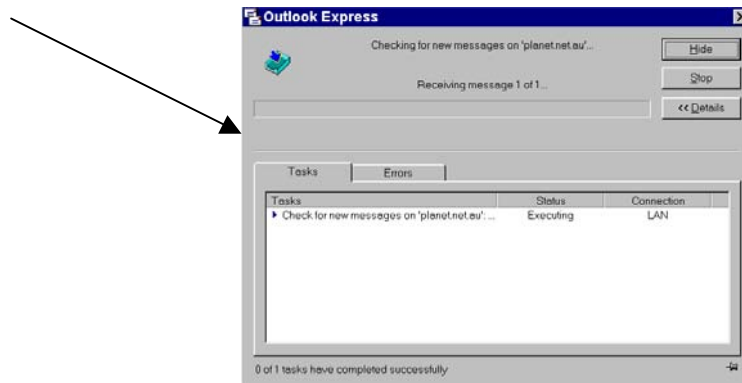 Outlook Express
Checking for new messages on 'planet.net.au'...
Hide
Receiving message 1 of 1...
Stop
<< Details
Tasks Errors
Tasks Status Connection
Check for new messages on 'planet.net.au': ... Executing LAN
0 of 1 tasks have completed successfully